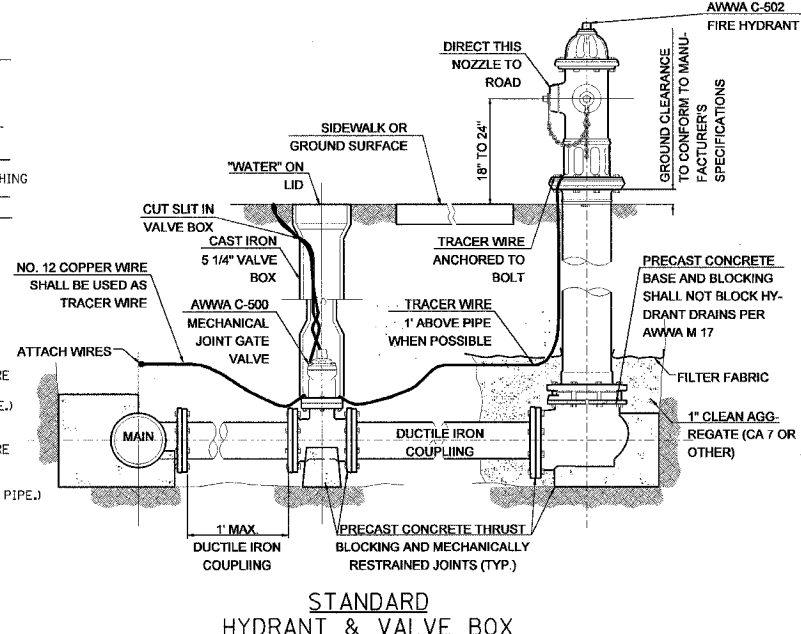 AWWA C-502
FIRE HYDRANT
DIRECT THIS
NOZZLE TO
ROAD
GROUND CLEARANCE
TO CONFORM TO MANU-
FACTURER'S
SPECIFICATIONS
18" TO 24"
SIDEWALK OR
GROUND SURFACE
"WATER" ON
LID
HING
CUT SLIT IN
VALVE BOX
CAST IRON
5 1/4" VALVE
BOX
TRACER WIRE
ANCHORED TO
BOLT
PRECAST CONCRETE
BASE AND BLOCKING
SHALL NOT BLOCK HY-
DRANT DRAINS PER
AWWA M 17
NO. 12 COPPER WIRE
SHALL BE USED AS
TRACER WIRE
AWWA C-500
MECHANICAL
JOINT GATE
VALVE
TRACER WIRE
1' ABOVE PIPE
WHEN POSSIBLE
ATTACH WIRES
FILTER FABRIC
RE
E.)
1" CLEAN AGG-
REGATE (CA 7 OR
OTHER)
MAIN
DUCTILE IRON
COUPLIING
RE
PIPE.)
1' MAX.
DUCTILE IRON
COUPLIING
PRECAST CONCRETE THRUST
BLOCKING AND MECHANICALLY
RESTRAINED JOINTS (TYP.)
STANDARD
HYDRANT & VALVE BOX